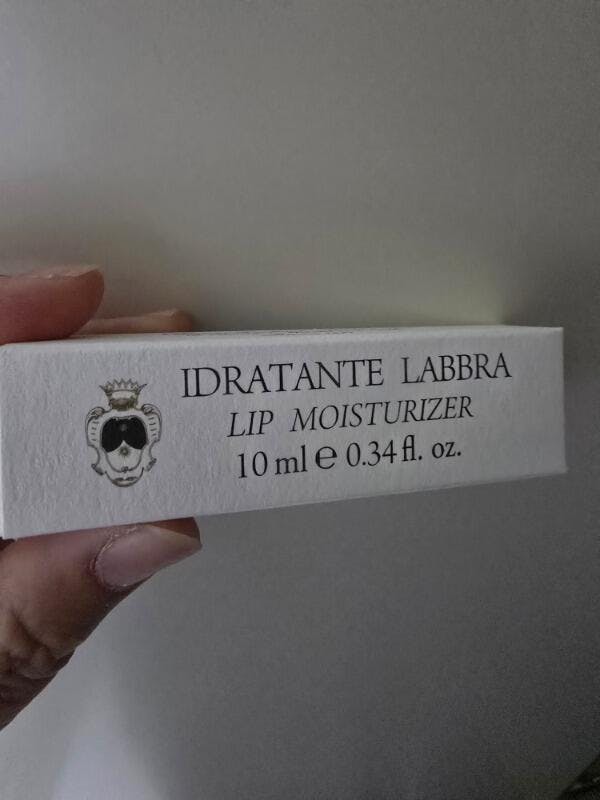 IDRATANTE LABBRA
LIP MOISTURIZER
10 ml ℮ 0.34 fl. oz.